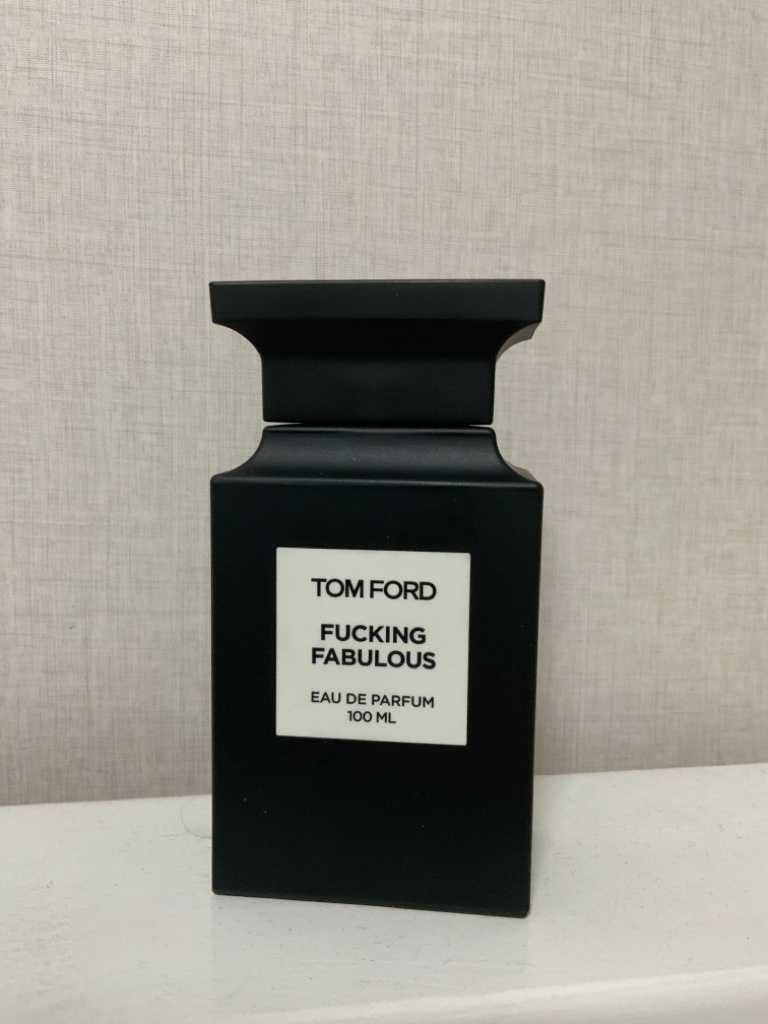 TOM FORD
FUCKING
FABULOUS
EAU DE PARFUM
100 ML